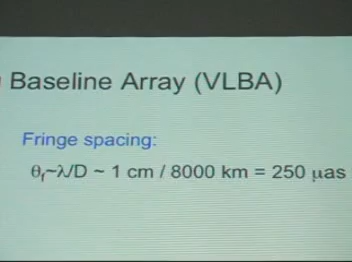 Baseline Array (VLBA)
Fringe spacing:
θf~λ/D ~ 1 cm / 8000 km = 250 μas